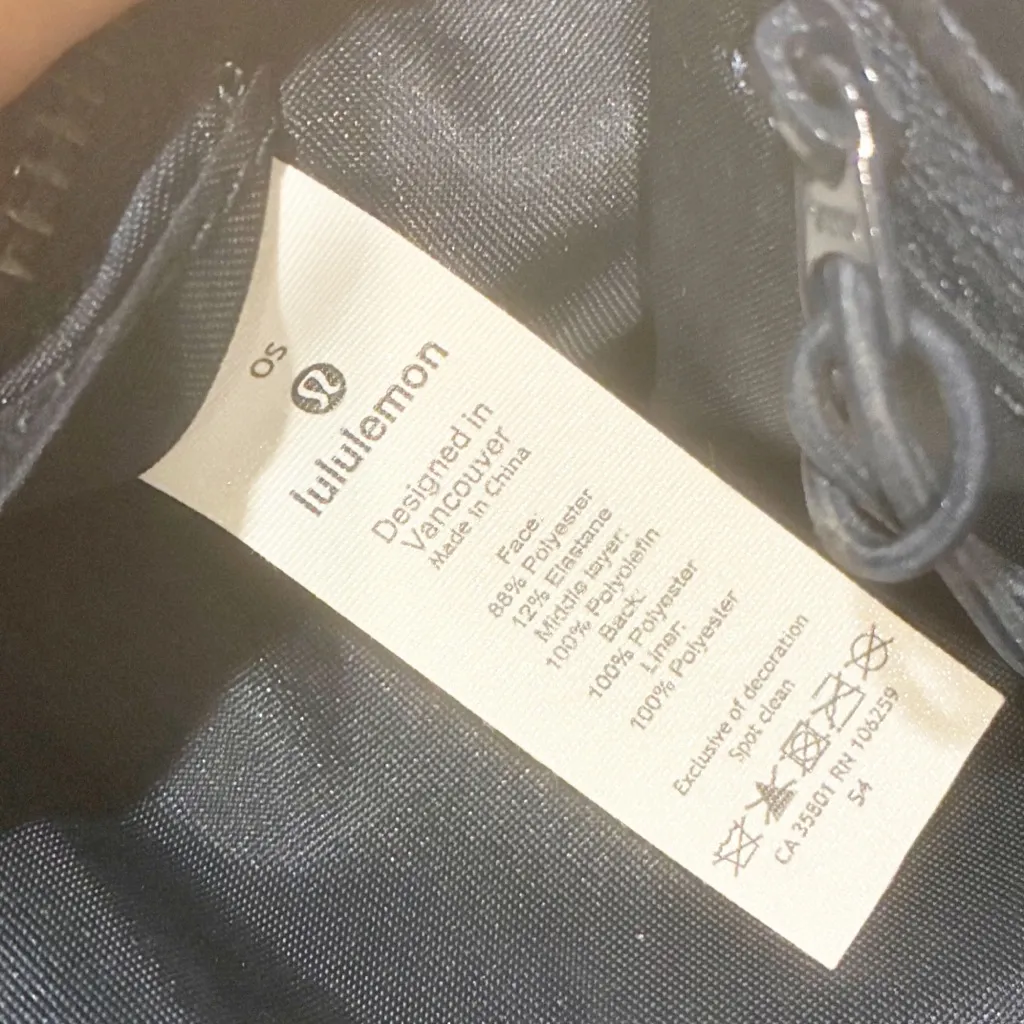 OS
lululemon
Designed in
Vancouver
Made in China
Face:
88% Polyester
12% Elastane
Middle layer:
100% Polyolefin
Back:
100% Polyester
Liner:
100% Polyester
Exclusive of decoration
Spot clean
CA 35801 RN 106259
S4